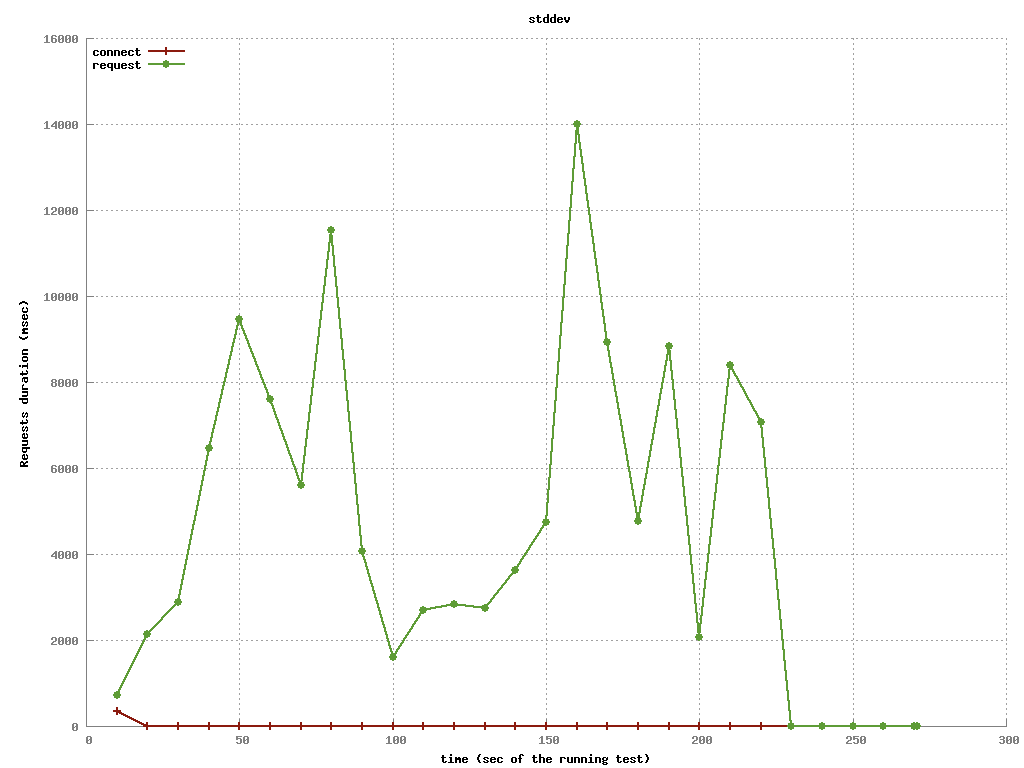 stddev
16000
connect
request
14000
12000
10000
8000
6000
4000
2000
0
0 50 100 150 200 250 300
Requests duration (msec)
time (sec of the running test)